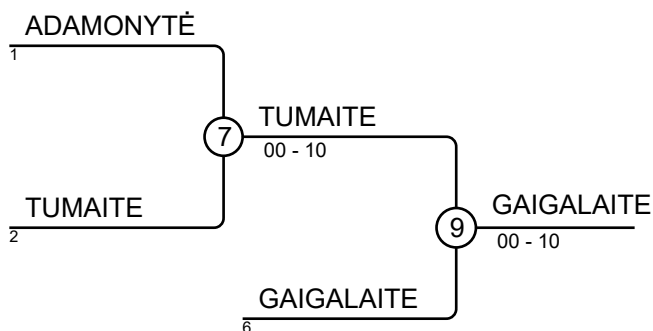 ADAMONYTĖ
1
7
TUMAITE
00 - 10
TUMAITE
2
9
GAIGALAITE
00 - 10
GAIGALAITE
6